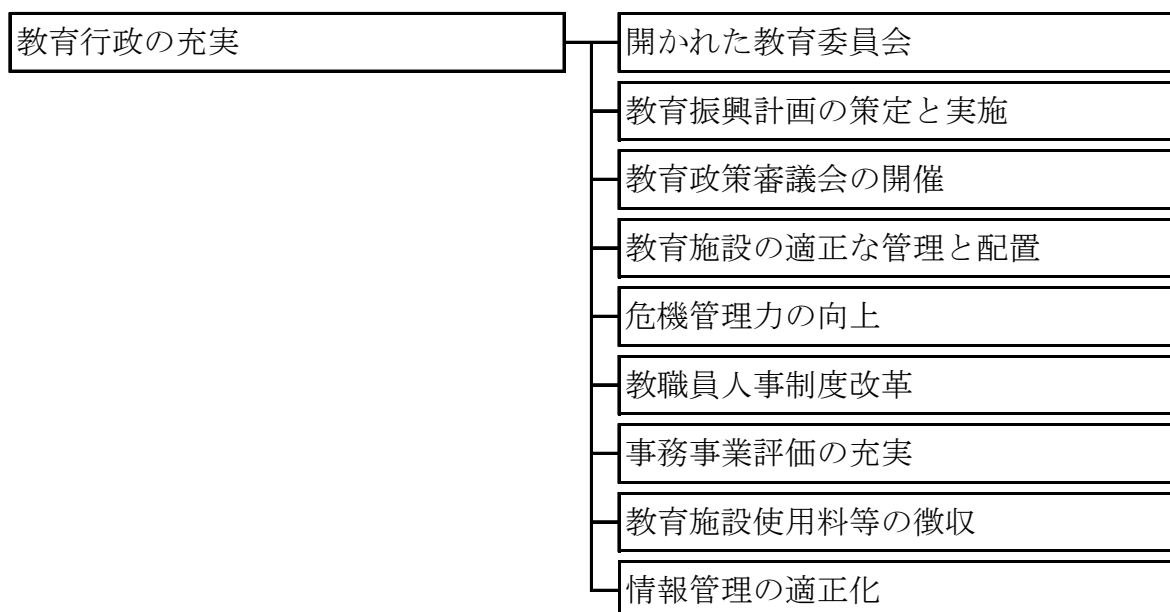 教育行政の充実
開かれた教育委員会
教育振興計画の策定と実施
教育政策審議会の開催
教育施設の適正な管理と配置
危機管理力の向上
教職員人事制度改革
事務事業評価の充実
教育施設使用料等の徴収
情報管理の適正化